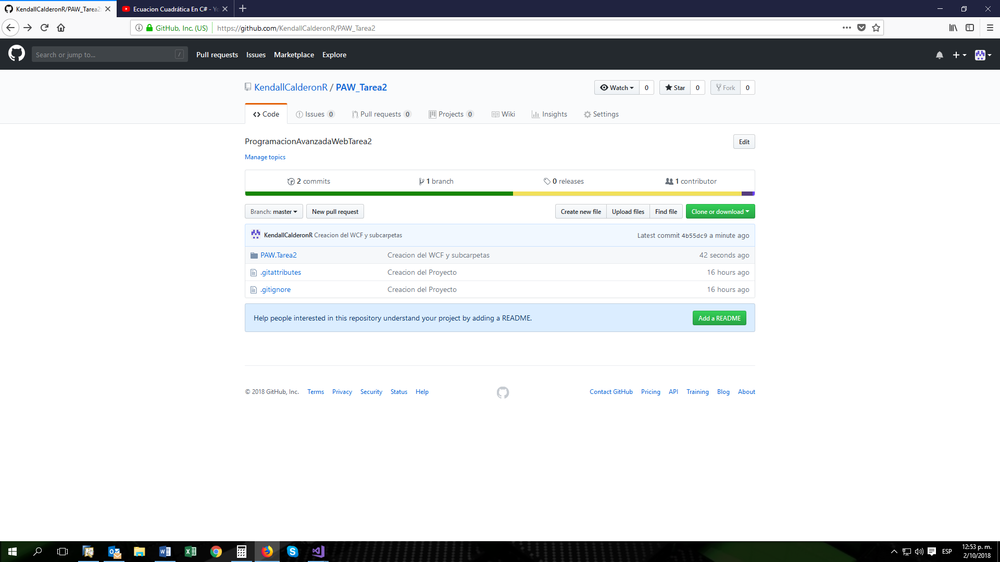 KendallCalderonR/PAW_Tarea2
Ecuacion Cuadrática En C# - Yo
GitHub, Inc. (US)
https://github.com/KendallCalderonR/PAW_Tarea2
Search or jump to...
/
Pull requests
Issues
Marketplace
Explore
KendallCalderonR / PAW_Tarea2
Watch 0
Star 0
Fork 0
Code
Issues 0
Pull requests 0
Projects 0
Wiki
Insights
Settings
ProgramacionAvanzadaWebTarea2
Edit
Manage topics
2 commits
1 branch
0 releases
1 contributor
Branch: master
New pull request
Create new file
Upload files
Find file
Clone or download
KendallCalderonR Creacion del WCF y subcarpetas
Latest commit 4b55dc9 a minute ago
PAW.Tarea2 Creacion del WCF y subcarpetas 42 seconds ago
.gitattributes Creacion del Proyecto 16 hours ago
.gitignore Creacion del Proyecto 16 hours ago
Help people interested in this repository understand your project by adding a README.
Add a README
© 2018 GitHub, Inc. Terms Privacy Security Status Help
Contact GitHub Pricing API Training Blog About
ESP
12:53 p. m.
2/10/2018